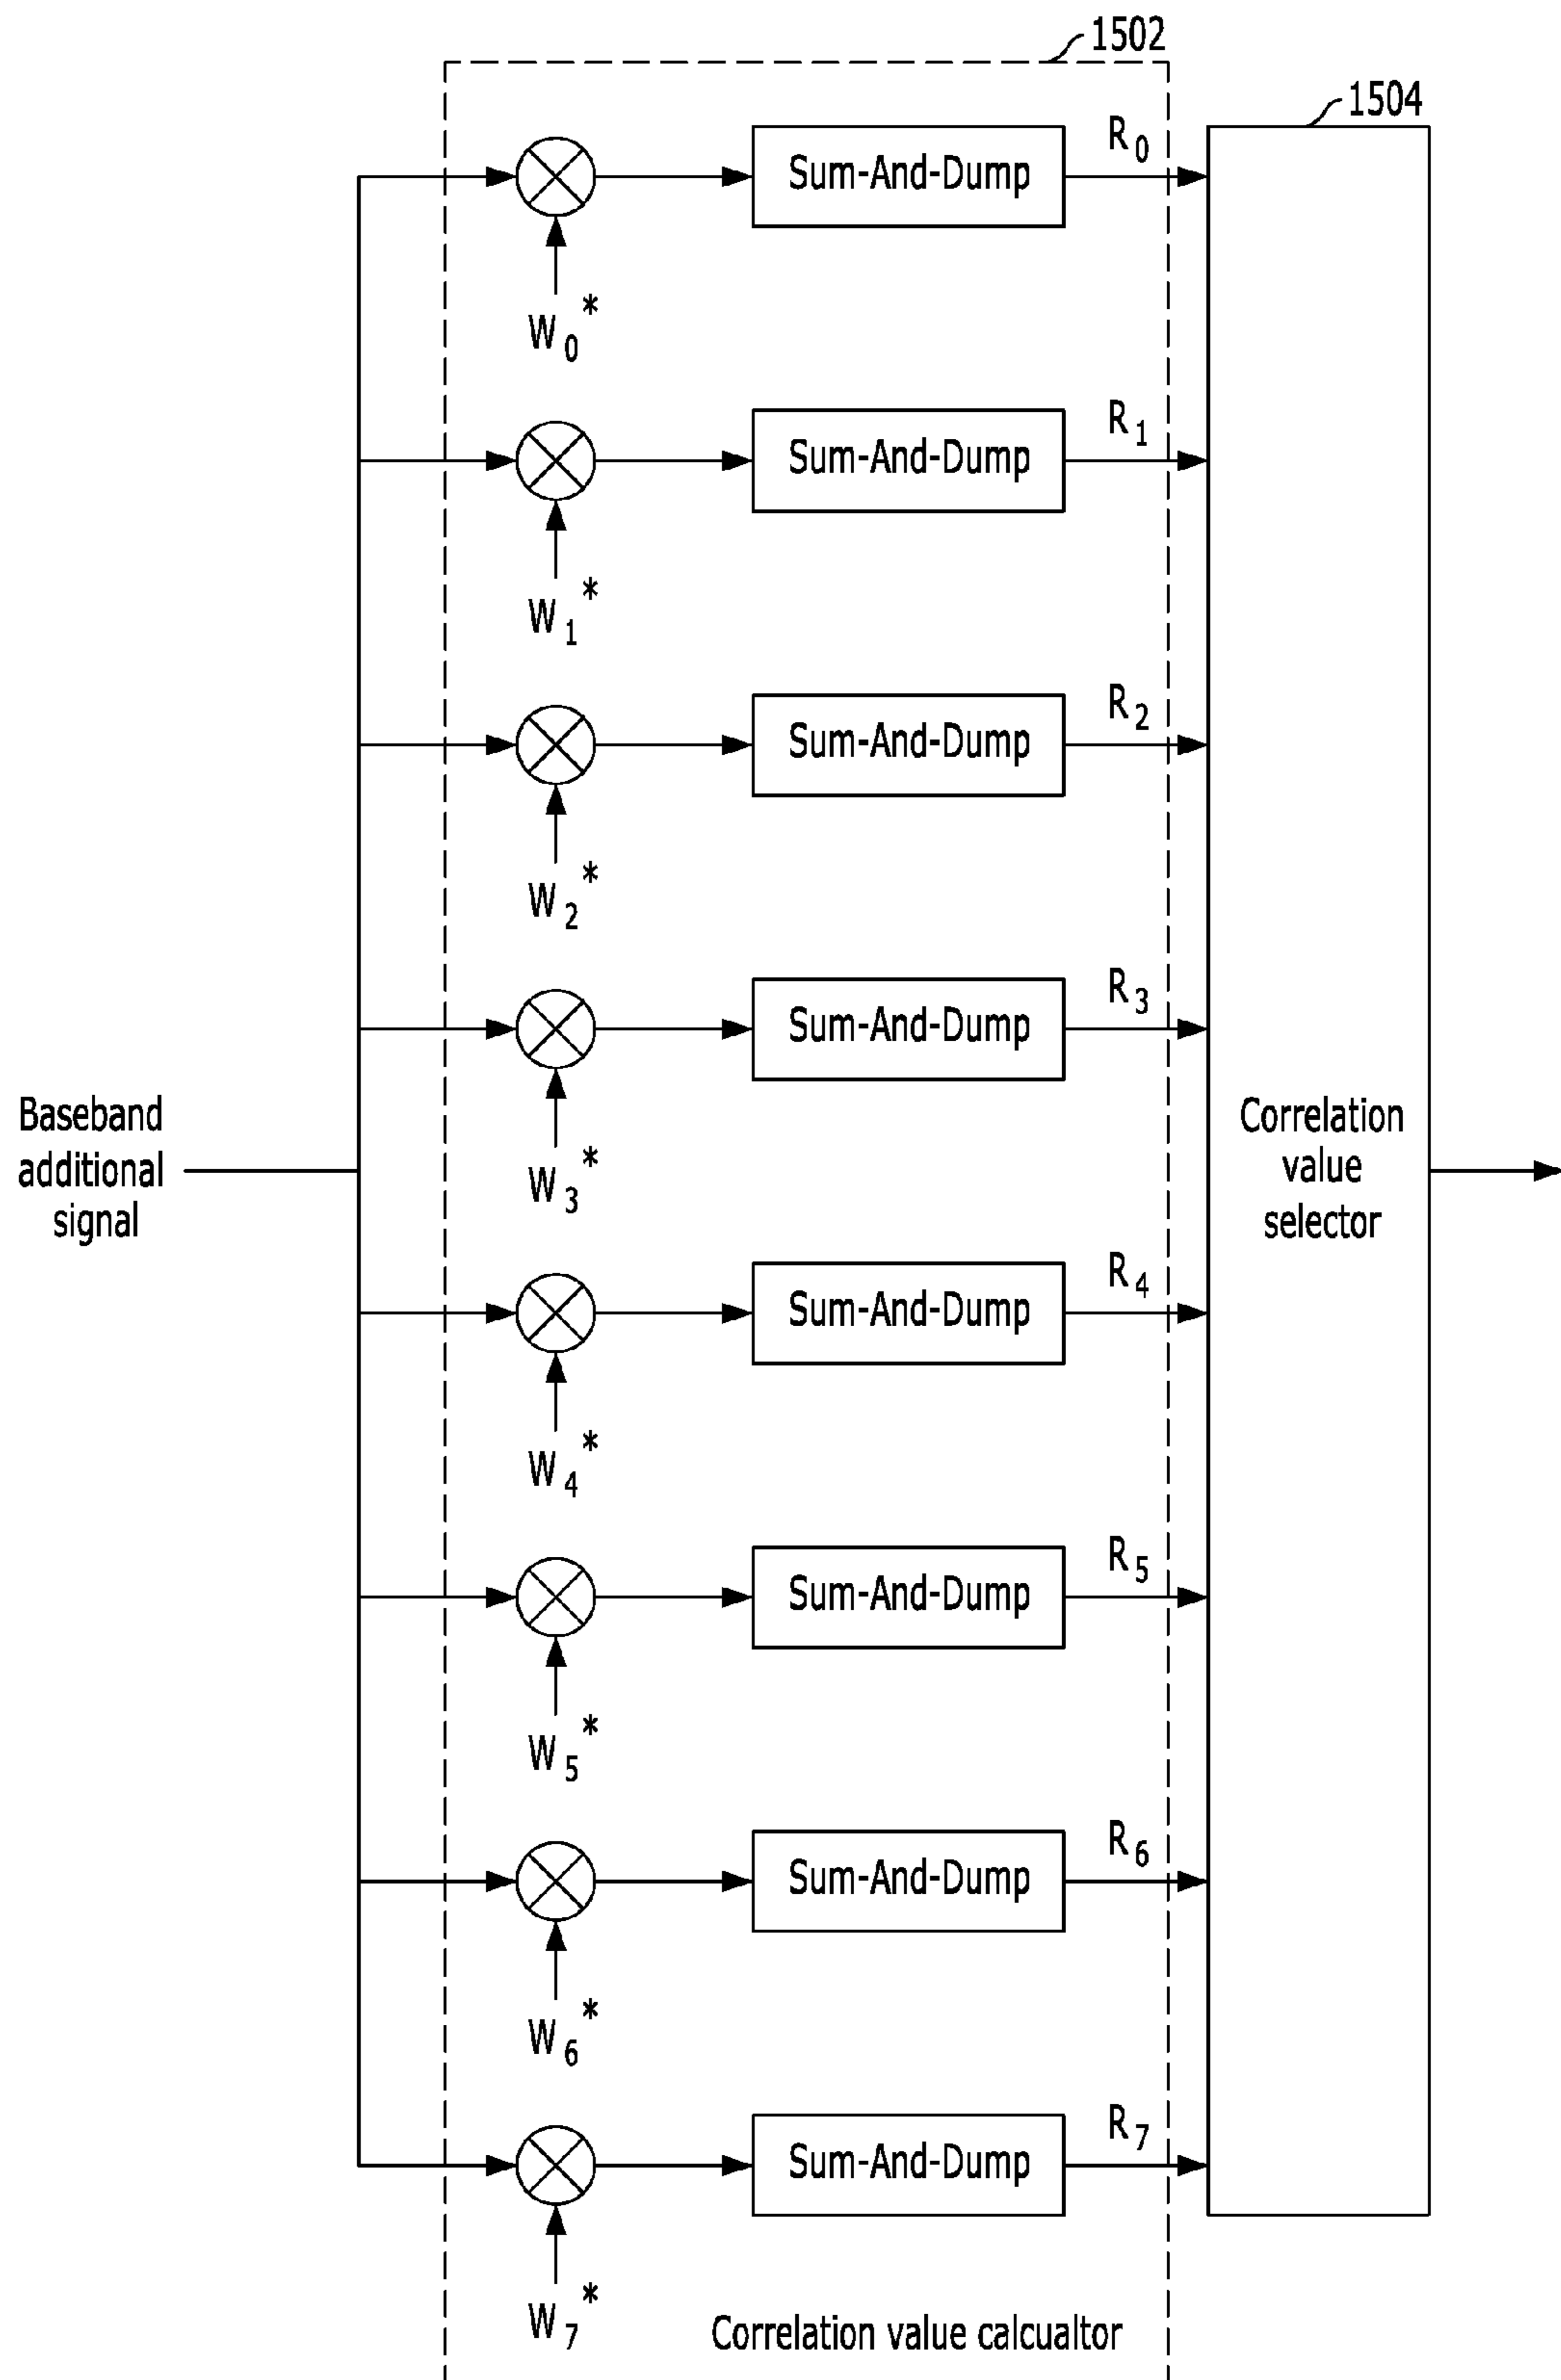 1502
1504
R0
Sum-And-Dump
W0*
R1
Sum-And-Dump
W1*
R2
Sum-And-Dump
W2*
R3
Sum-And-Dump
W3*
Baseband
additional
signal
Correlation
value
selector
R4
Sum-And-Dump
W4*
R5
Sum-And-Dump
W5*
R6
Sum-And-Dump
W6*
R7
Sum-And-Dump
W7*
Correlation value calcualtor